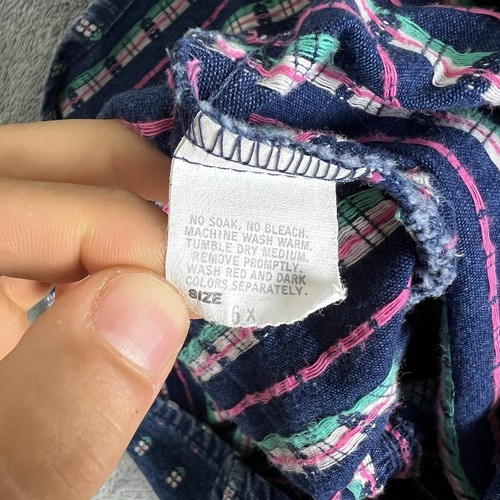 NO SOAK, NO BLEACH.
MACHINE WASH WARM.
TUMBLE DRY MEDIUM.
REMOVE PROMPTLY.
WASH RED AND DARK
COLORS SEPARATELY.
SIZE
6 X